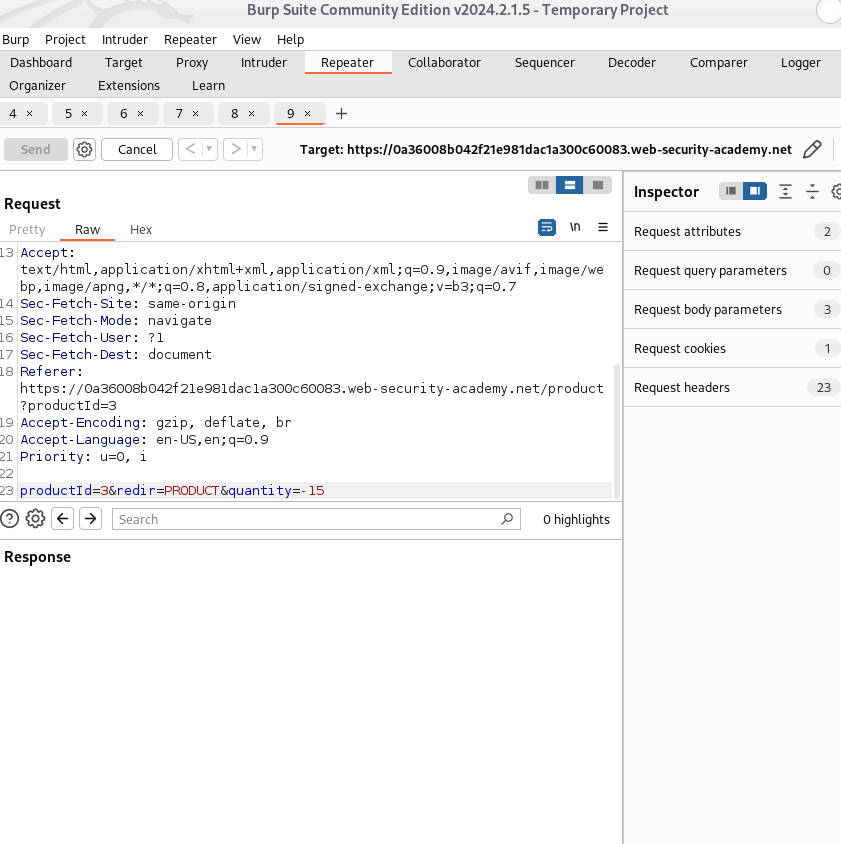 Burp Suite Community Edition v2024.2.1.5 - Temporary Project
Burp Project Intruder Repeater View Help
Dashboard Target Proxy Intruder Repeater Collaborator Sequencer Decoder Comparer Logger
Organizer Extensions Learn
4 × 5 × 6 × 7 × 8 × 9 × +
Send Cancel < > Target: https://0a36008b042f21e981dac1a300c60083.web-security-academy.net
Request
Pretty Raw Hex \n
13 Accept:
text/html,application/xhtml+xml,application/xml;q=0.9,image/avif,image/we
bp,image/apng,*/*;q=0.8,application/signed-exchange;v=b3;q=0.7
14 Sec-Fetch-Site: same-origin
15 Sec-Fetch-Mode: navigate
16 Sec-Fetch-User: ?1
17 Sec-Fetch-Dest: document
18 Referer:
https://0a36008b042f21e981dac1a300c60083.web-security-academy.net/product
?productId=3
19 Accept-Encoding: gzip, deflate, br
20 Accept-Language: en-US,en;q=0.9
21 Priority: u=0, i
22
23 productId=3&redir=PRODUCT&quantity=-15
Search 0 highlights
Response
Inspector
Request attributes 2
Request query parameters 0
Request body parameters 3
Request cookies 1
Request headers 23